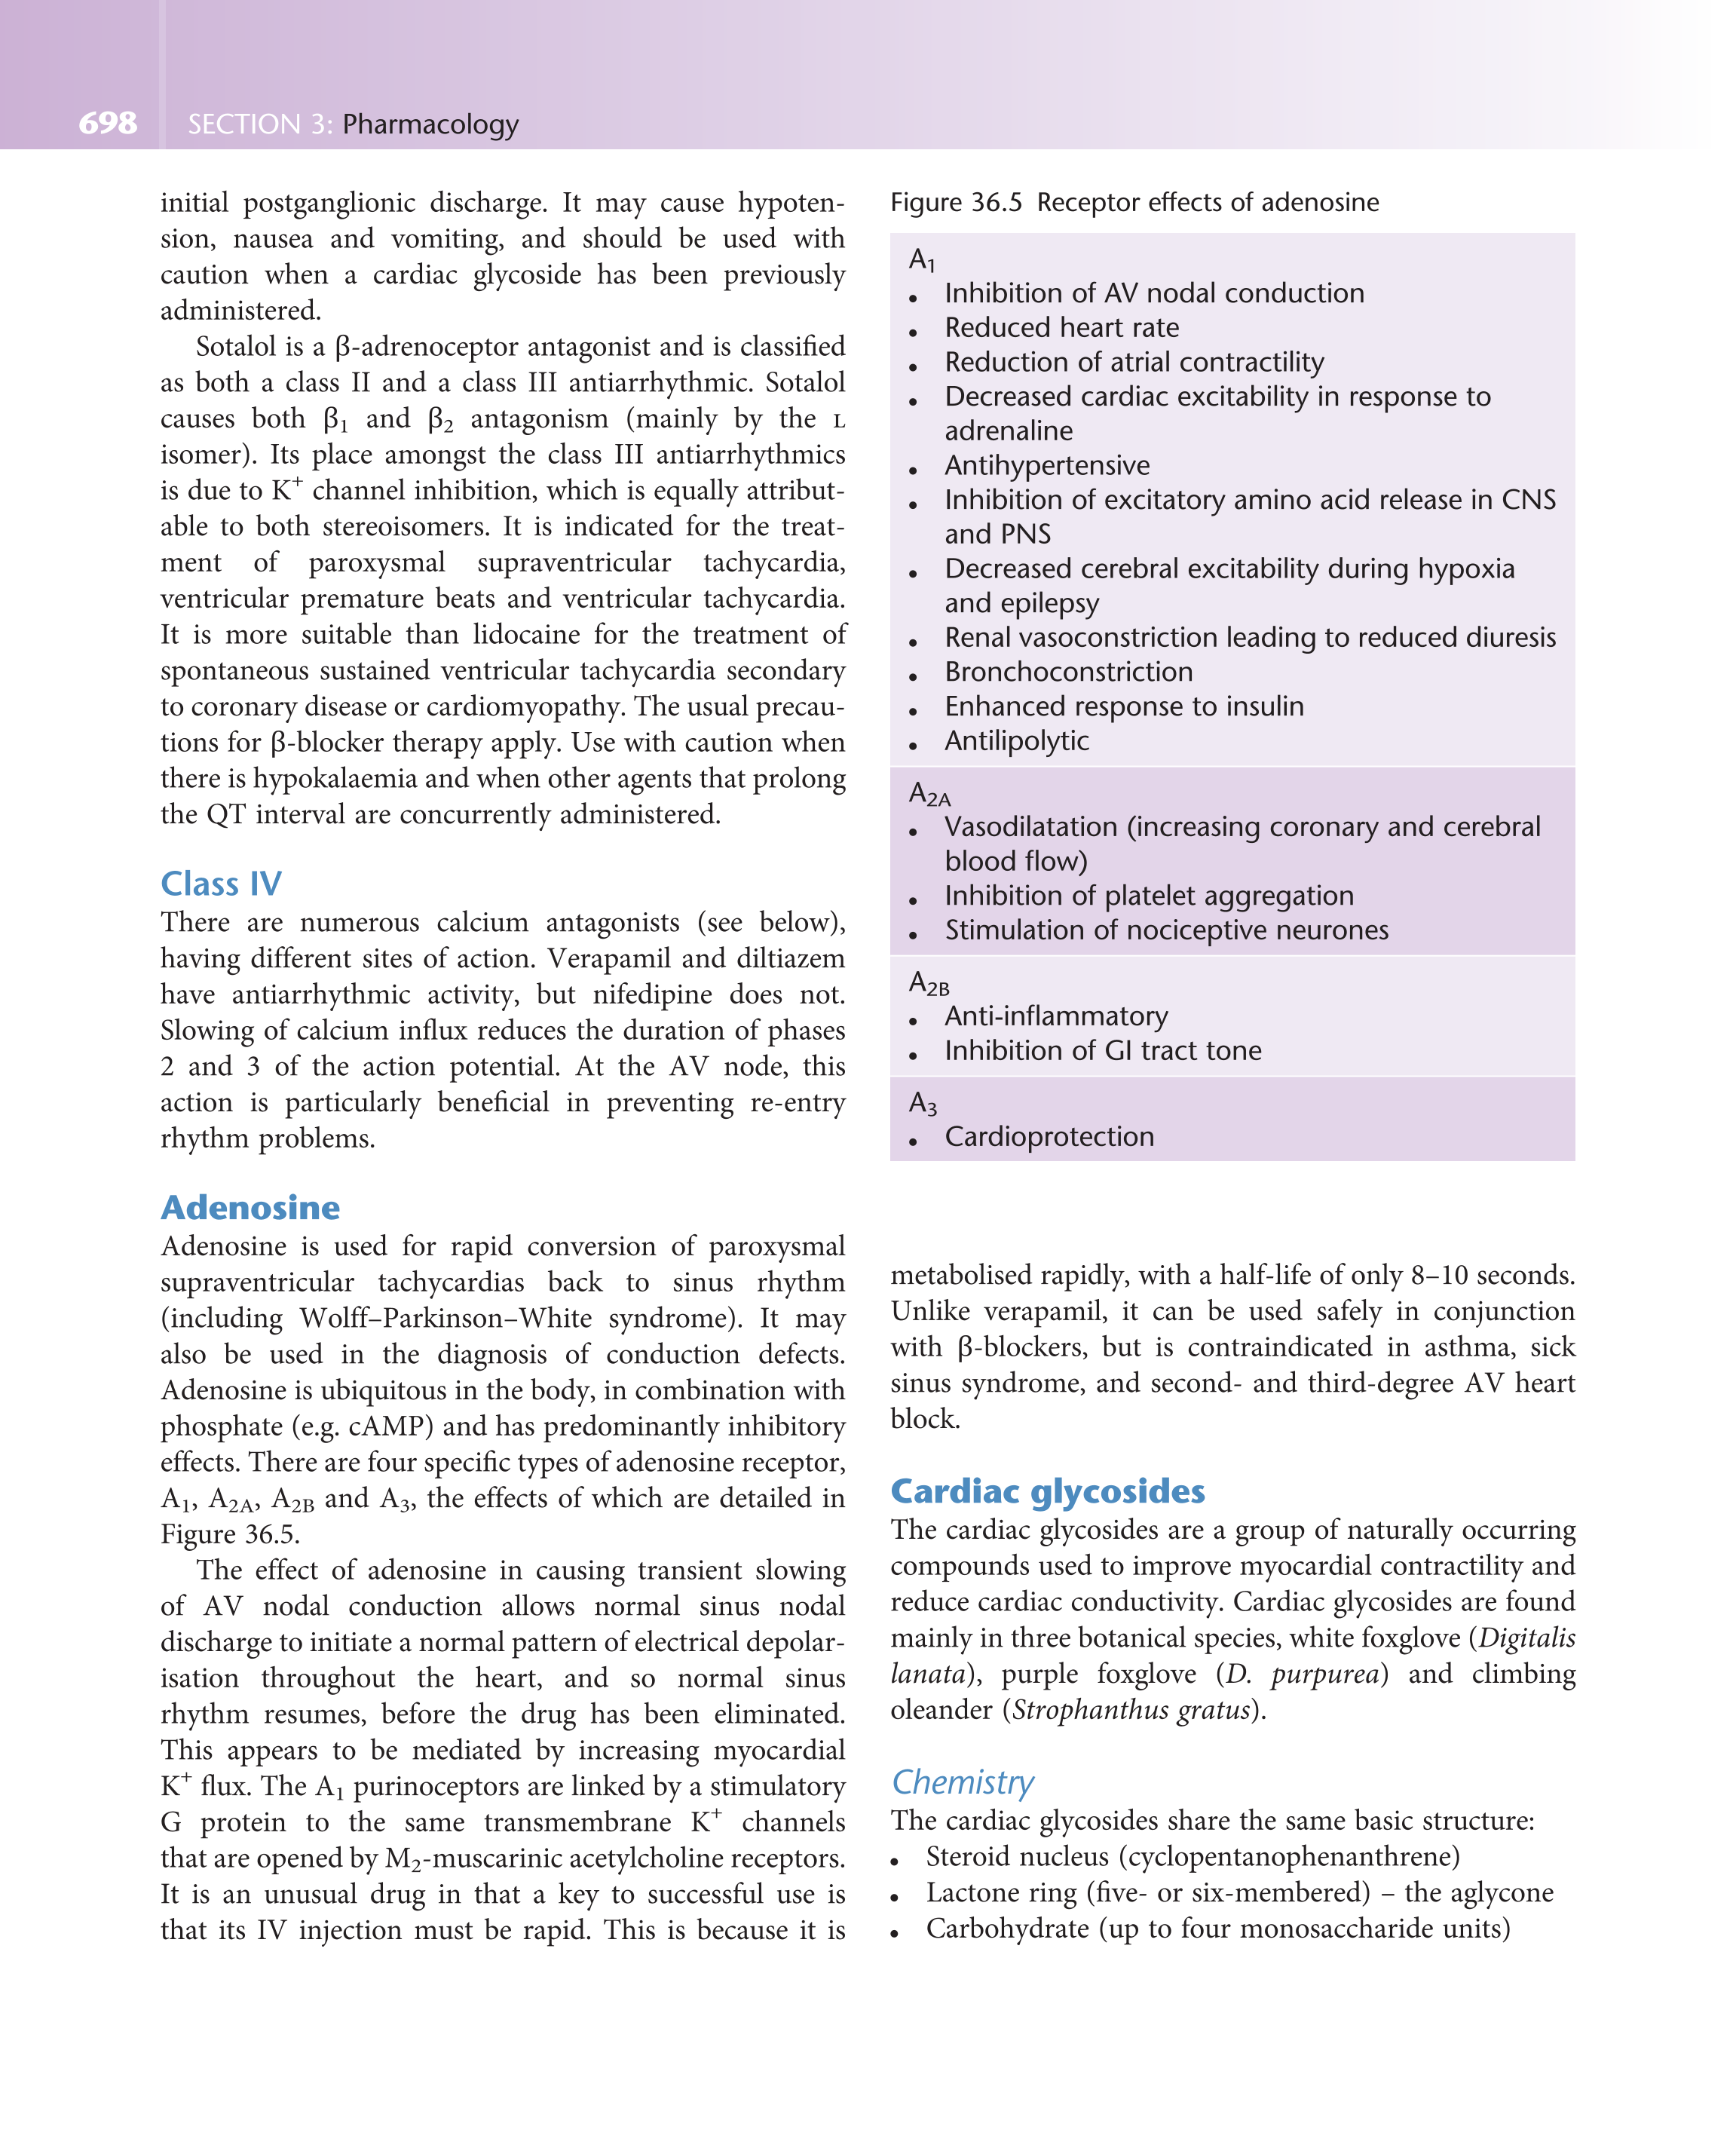 698 SECTION 3: Pharmacology
initial postganglionic discharge. It may cause hypoten-
sion, nausea and vomiting, and should be used with
caution when a cardiac glycoside has been previously
administered.
Sotalol is a β-adrenoceptor antagonist and is classified
as both a class II and a class III antiarrhythmic. Sotalol
causes both β₁ and β₂ antagonism (mainly by the L
isomer). Its place amongst the class III antiarrhythmics
is due to K⁺ channel inhibition, which is equally attribut-
able to both stereoisomers. It is indicated for the treat-
ment of paroxysmal supraventricular tachycardia,
ventricular premature beats and ventricular tachycardia.
It is more suitable than lidocaine for the treatment of
spontaneous sustained ventricular tachycardia secondary
to coronary disease or cardiomyopathy. The usual precau-
tions for β-blocker therapy apply. Use with caution when
there is hypokalaemia and when other agents that prolong
the QT interval are concurrently administered.
Class IV
There are numerous calcium antagonists (see below),
having different sites of action. Verapamil and diltiazem
have antiarrhythmic activity, but nifedipine does not.
Slowing of calcium influx reduces the duration of phases
2 and 3 of the action potential. At the AV node, this
action is particularly beneficial in preventing re-entry
rhythm problems.
Adenosine
Adenosine is used for rapid conversion of paroxysmal
supraventricular tachycardias back to sinus rhythm
(including Wolff–Parkinson–White syndrome). It may
also be used in the diagnosis of conduction defects.
Adenosine is ubiquitous in the body, in combination with
phosphate (e.g. cAMP) and has predominantly inhibitory
effects. There are four specific types of adenosine receptor,
A₁, A₂A, A₂B and A₃, the effects of which are detailed in
Figure 36.5.
The effect of adenosine in causing transient slowing
of AV nodal conduction allows normal sinus nodal
discharge to initiate a normal pattern of electrical depolar-
isation throughout the heart, and so normal sinus
rhythm resumes, before the drug has been eliminated.
This appears to be mediated by increasing myocardial
K⁺ flux. The A₁ purinoceptors are linked by a stimulatory
G protein to the same transmembrane K⁺ channels
that are opened by M₂-muscarinic acetylcholine receptors.
It is an unusual drug in that a key to successful use is
that its IV injection must be rapid. This is because it is
Figure 36.5 Receptor effects of adenosine
A₁
• Inhibition of AV nodal conduction
• Reduced heart rate
• Reduction of atrial contractility
• Decreased cardiac excitability in response to
adrenaline
• Antihypertensive
• Inhibition of excitatory amino acid release in CNS
and PNS
• Decreased cerebral excitability during hypoxia
and epilepsy
• Renal vasoconstriction leading to reduced diuresis
• Bronchoconstriction
• Enhanced response to insulin
• Antilipolytic
A₂A
• Vasodilatation (increasing coronary and cerebral
blood flow)
• Inhibition of platelet aggregation
• Stimulation of nociceptive neurones
A₂B
• Anti-inflammatory
• Inhibition of GI tract tone
A₃
• Cardioprotection
metabolised rapidly, with a half-life of only 8–10 seconds.
Unlike verapamil, it can be used safely in conjunction
with β-blockers, but is contraindicated in asthma, sick
sinus syndrome, and second- and third-degree AV heart
block.
Cardiac glycosides
The cardiac glycosides are a group of naturally occurring
compounds used to improve myocardial contractility and
reduce cardiac conductivity. Cardiac glycosides are found
mainly in three botanical species, white foxglove (Digitalis
lanata), purple foxglove (D. purpurea) and climbing
oleander (Strophanthus gratus).
Chemistry
The cardiac glycosides share the same basic structure:
• Steroid nucleus (cyclopentanophenanthrene)
• Lactone ring (five- or six-membered) – the aglycone
• Carbohydrate (up to four monosaccharide units)